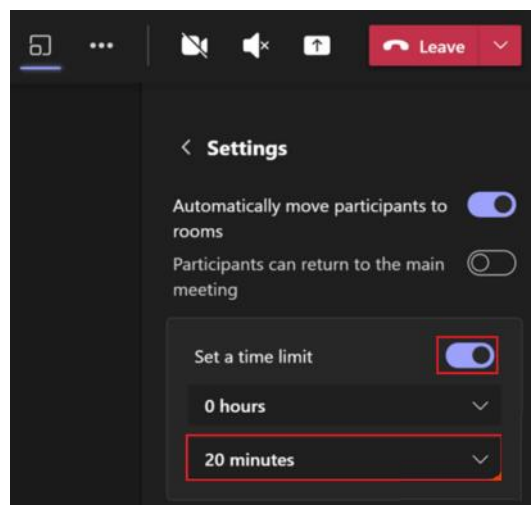 Leave
Settings
Automatically move participants to
rooms
Participants can return to the main
meeting
Set a time limit
0 hours
20 minutes